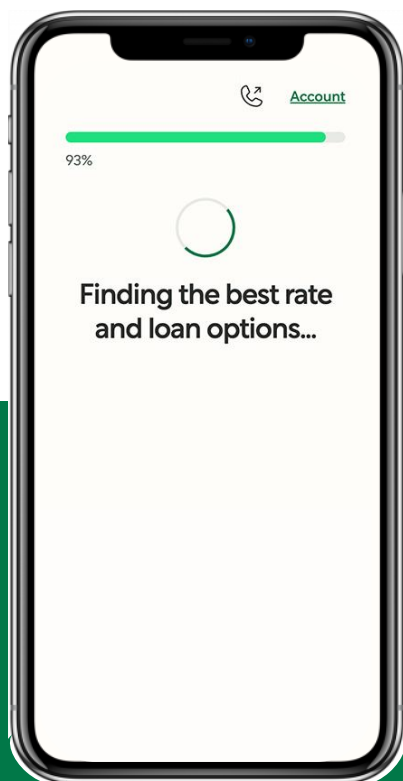 Account
93%
Finding the best rate
and loan options...